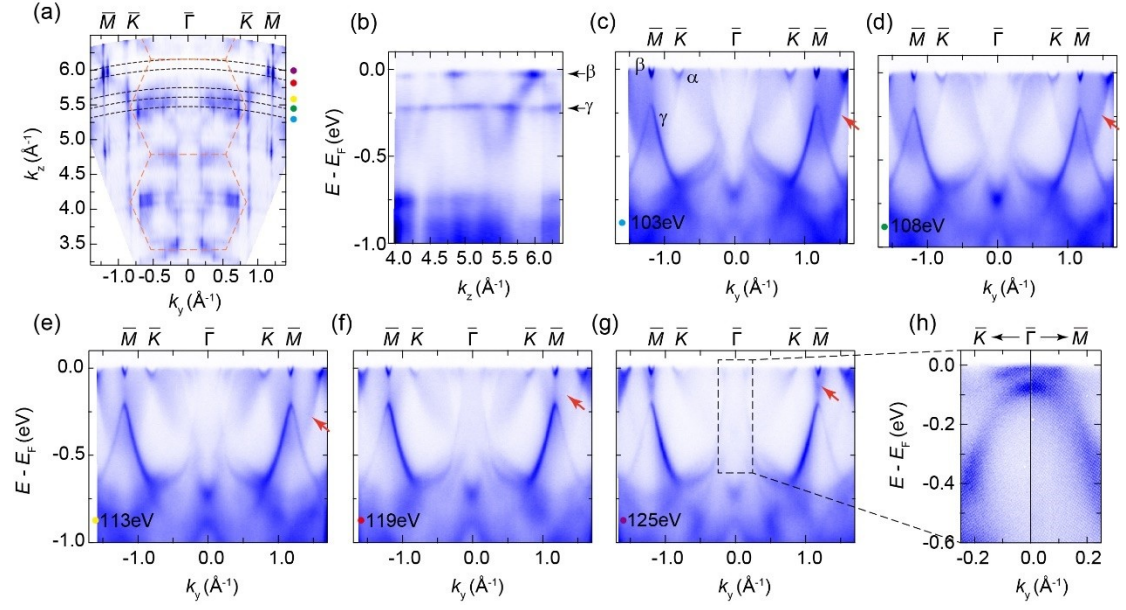 (a)
M̄ K̄ Γ̄ K̄ M̄
6.0
5.5
5.0
4.5
4.0
3.5
k_z (Å⁻¹)
-1.0 -0.5 0.0 0.5 1.0
k_y (Å⁻¹)
(b)
0.0
-0.5
-1.0
E - E_F (eV)
β
γ
4.0 4.5 5.0 5.5 6.0
k_z (Å⁻¹)
(c)
M̄ K̄ Γ̄ K̄ M̄
β
α
γ
103eV
-1.0 0.0 1.0
k_y (Å⁻¹)
(d)
M̄ K̄ Γ̄ K̄ M̄
108eV
-1.0 0.0 1.0
k_y (Å⁻¹)
(e)
M̄ K̄ Γ̄ K̄ M̄
0.0
-0.5
-1.0
E - E_F (eV)
113eV
-1.0 0.0 1.0
k_y (Å⁻¹)
(f)
M̄ K̄ Γ̄ K̄ M̄
119eV
-1.0 0.0 1.0
k_y (Å⁻¹)
(g)
M̄ K̄ Γ̄ K̄ M̄
125eV
-1.0 0.0 1.0
k_y (Å⁻¹)
(h)
K̄ ← Γ̄ → M̄
0.0
-0.2
-0.4
-0.6
E - E_F (eV)
-0.2 0.0 0.2
k_y (Å⁻¹)